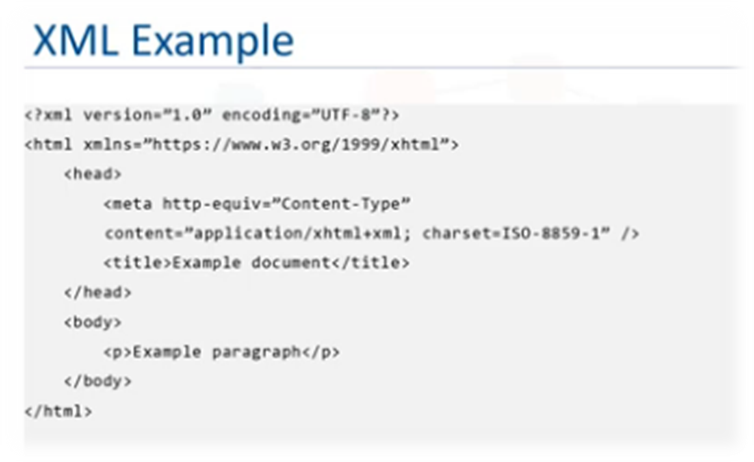 XML Example
<?xml version="1.0" encoding="UTF-8"?>
<html xmlns="https://www.w3.org/1999/xhtml">
<head>
<meta http-equiv="Content-Type"
content="application/xhtml+xml; charset=ISO-8859-1" />
<title>Example document</title>
</head>
<body>
<p>Example paragraph</p>
</body>
</html>